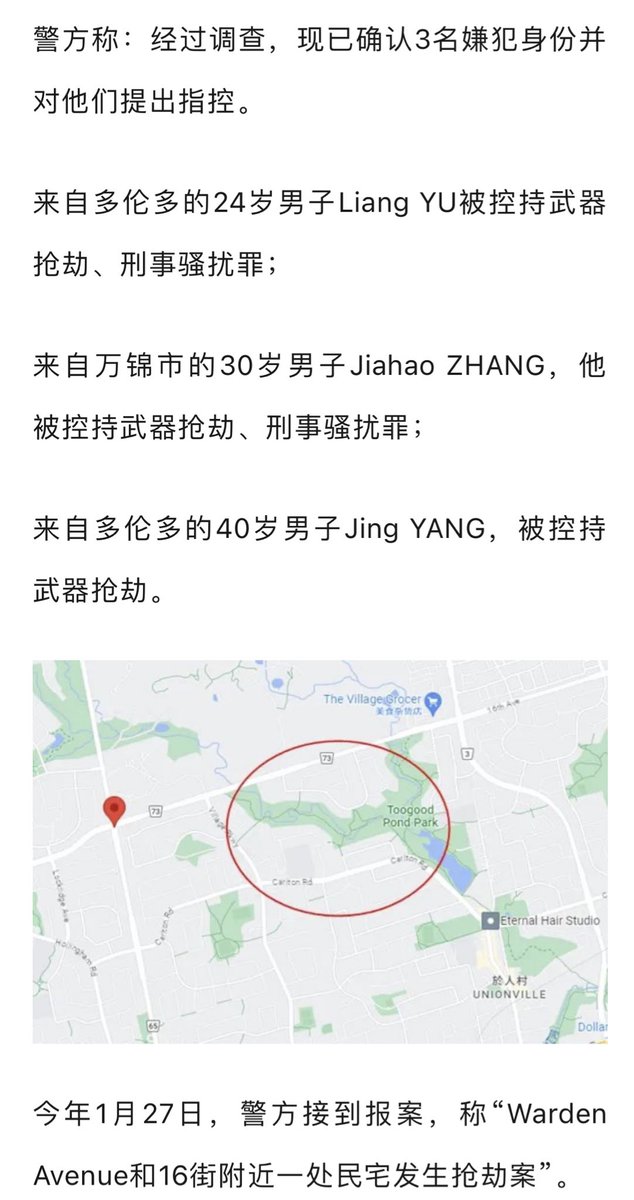 警方称：经过调查，现已确认3名嫌犯身份并
对他们提出指控。
来自多伦多的24岁男子Liang YU被控持武器
抢劫、刑事骚扰罪；
来自万锦市的30岁男子Jiahao ZHANG，他
被控持武器抢劫、刑事骚扰罪；
来自多伦多的40岁男子Jing YANG，被控持
武器抢劫。
The Village Grocer
美食杂货店
16th Ave
73
3
73
Toogood
Pond Park
Village Pkwy
Carlton Rd
Carlton Rd
Lockridge Ave
Carlton Rd
Eternal Hair Studio
Hollingham Rd
於人村
UNIONVILLE
65
Dollar
今年1月27日，警方接到报案，称“Warden
Avenue和16街附近一处民宅发生抢劫案”。